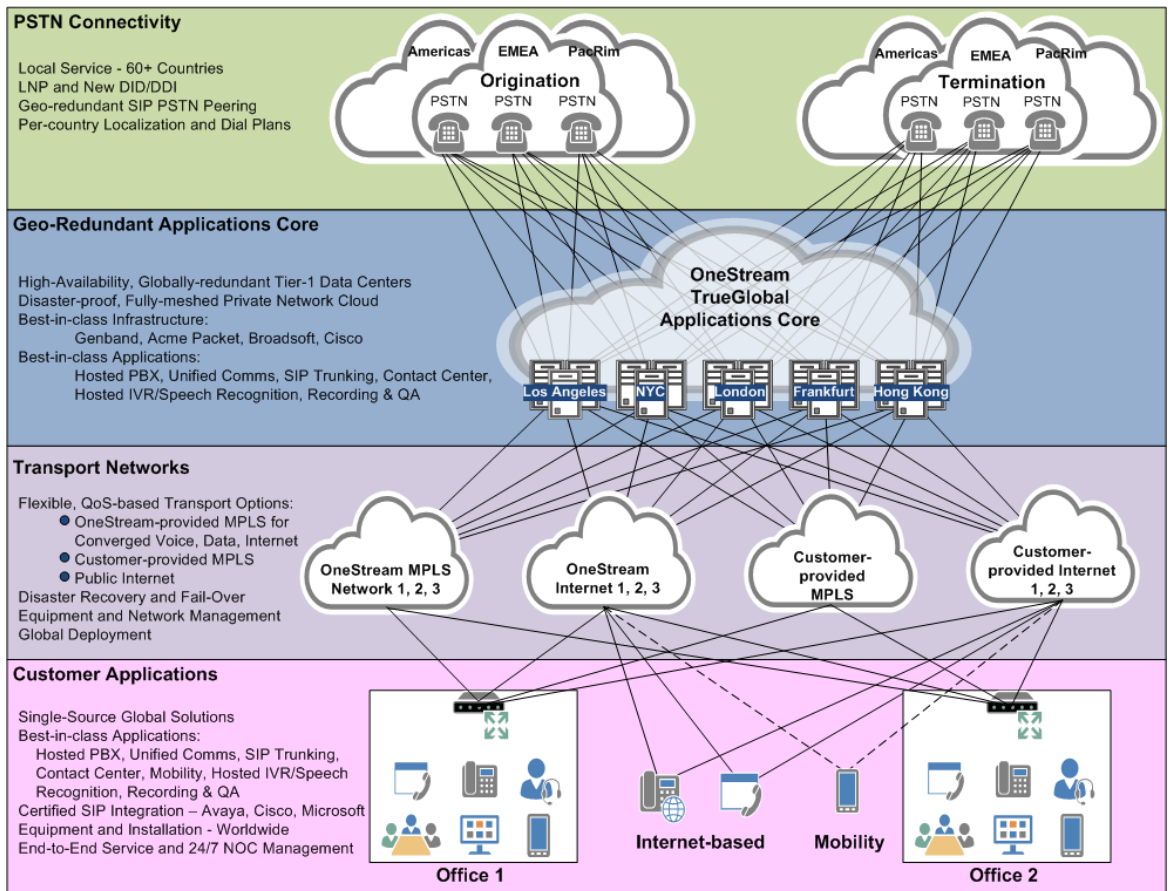 PSTN Connectivity
Local Service - 60+ Countries
LNP and New DID/DDI
Geo-redundant SIP PSTN Peering
Per-country Localization and Dial Plans
Americas
EMEA
PacRim
Origination
PSTN
PSTN
PSTN
Americas
EMEA
PacRim
Termination
PSTN
PSTN
PSTN
Geo-Redundant Applications Core
High-Availability, Globally-redundant Tier-1 Data Centers
Disaster-proof, Fully-meshed Private Network Cloud
Best-in-class Infrastructure:
Genband, Acme Packet, Broadsoft, Cisco
Best-in-class Applications:
Hosted PBX, Unified Comms, SIP Trunking, Contact Center,
Hosted IVR/Speech Recognition, Recording & QA
OneStream
TrueGlobal
Applications Core
Los Angeles
NYC
London
Frankfurt
Hong Kong
Transport Networks
Flexible, QoS-based Transport Options:
OneStream-provided MPLS for
Converged Voice, Data, Internet
Customer-provided MPLS
Public Internet
Disaster Recovery and Fail-Over
Equipment and Network Management
Global Deployment
OneStream MPLS
Network 1, 2, 3
OneStream
Internet 1, 2, 3
Customer-
provided
MPLS
Customer-
provided Internet
1, 2, 3
Customer Applications
Single-Source Global Solutions
Best-in-class Applications:
Hosted PBX, Unified Comms, SIP Trunking,
Contact Center, Mobility, Hosted IVR/Speech
Recognition, Recording & QA
Certified SIP Integration – Avaya, Cisco, Microsoft
Equipment and Installation - Worldwide
End-to-End Service and 24/7 NOC Management
Office 1
Internet-based
Mobility
Office 2